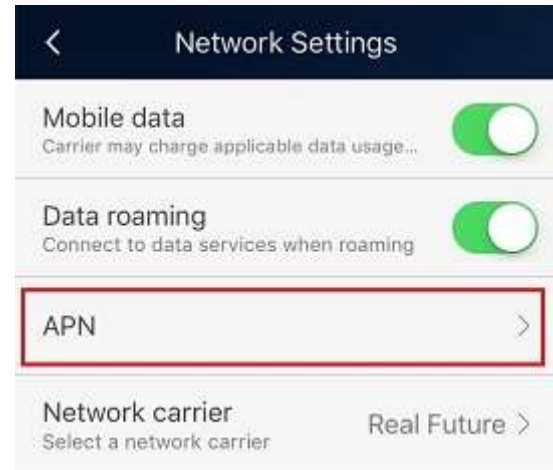 Network Settings
Mobile data
Carrier may charge applicable data usage...
Data roaming
Connect to data services when roaming
APN
Network carrier
Real Future
Select a network carrier